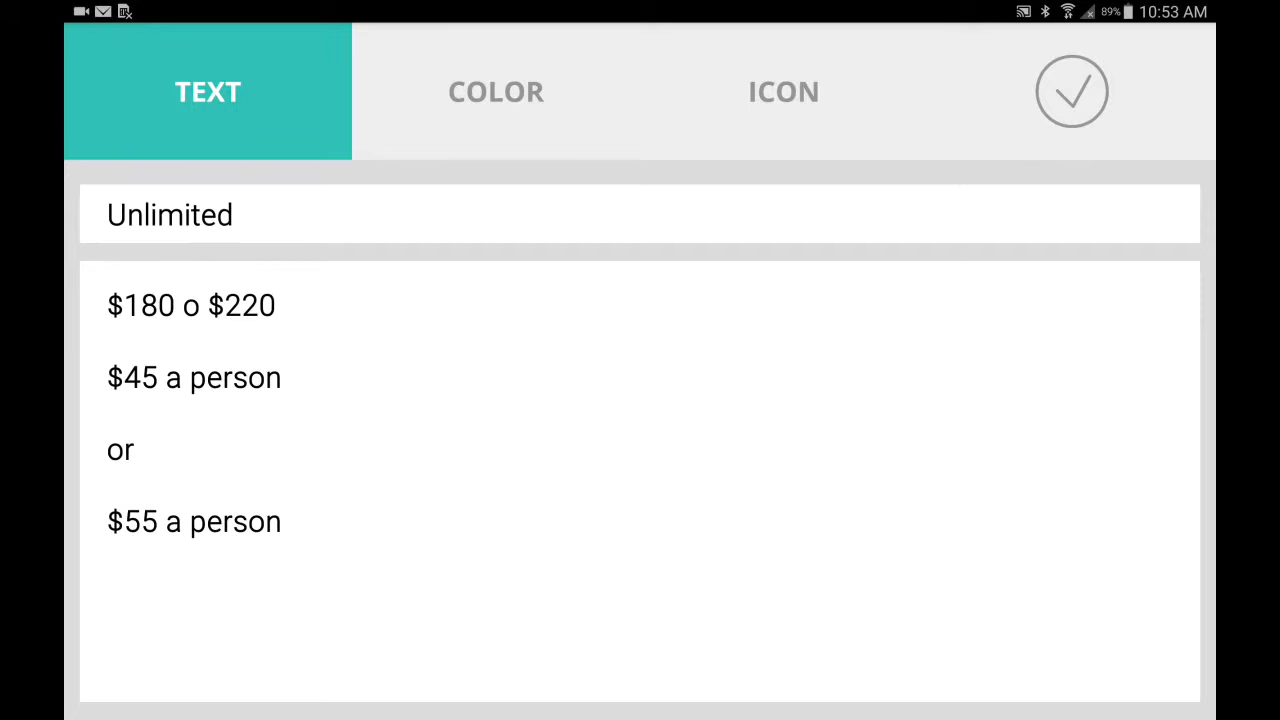 89% 10:53 AM
TEXT COLOR ICON
Unlimited
$180 o $220
$45 a person
or
$55 a person